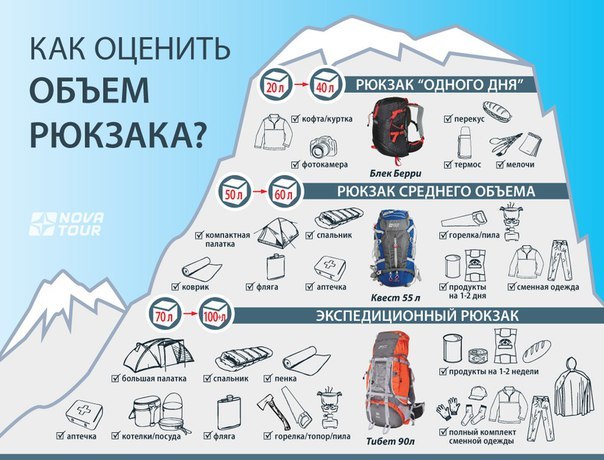 КАК ОЦЕНИТЬ
ОБЪЕМ
РЮКЗАКА?
NOVA
TOUR
20 л
40 л
РЮКЗАК "ОДНОГО ДНЯ"
кофта/куртка
перекус
фотокамера
термос
мелочи
Блек Берри
50 л
60 л
РЮКЗАК СРЕДНЕГО ОБЪЕМА
компактная
палатка
спальник
горелка/пила
коврик
фляга
аптечка
продукты
на 1-2 дня
сменная одежда
Квест 55 л
70 л
100+л
ЭКСПЕДИЦИОННЫЙ РЮКЗАК
большая палатка
спальник
пенка
продукты на 1-2 недели
аптечка
котелки/посуда
фляга
горелка/топор/пила
полный комплект
сменной одежды
Тибет 90л